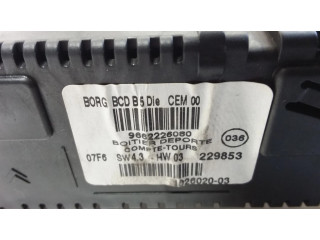 BORG BCD B5 Die CEM 00
9662226080
BOITIER DEPORTE
COMPTE-TOURS
036
07F6 SW4.3 - HW 03 229853